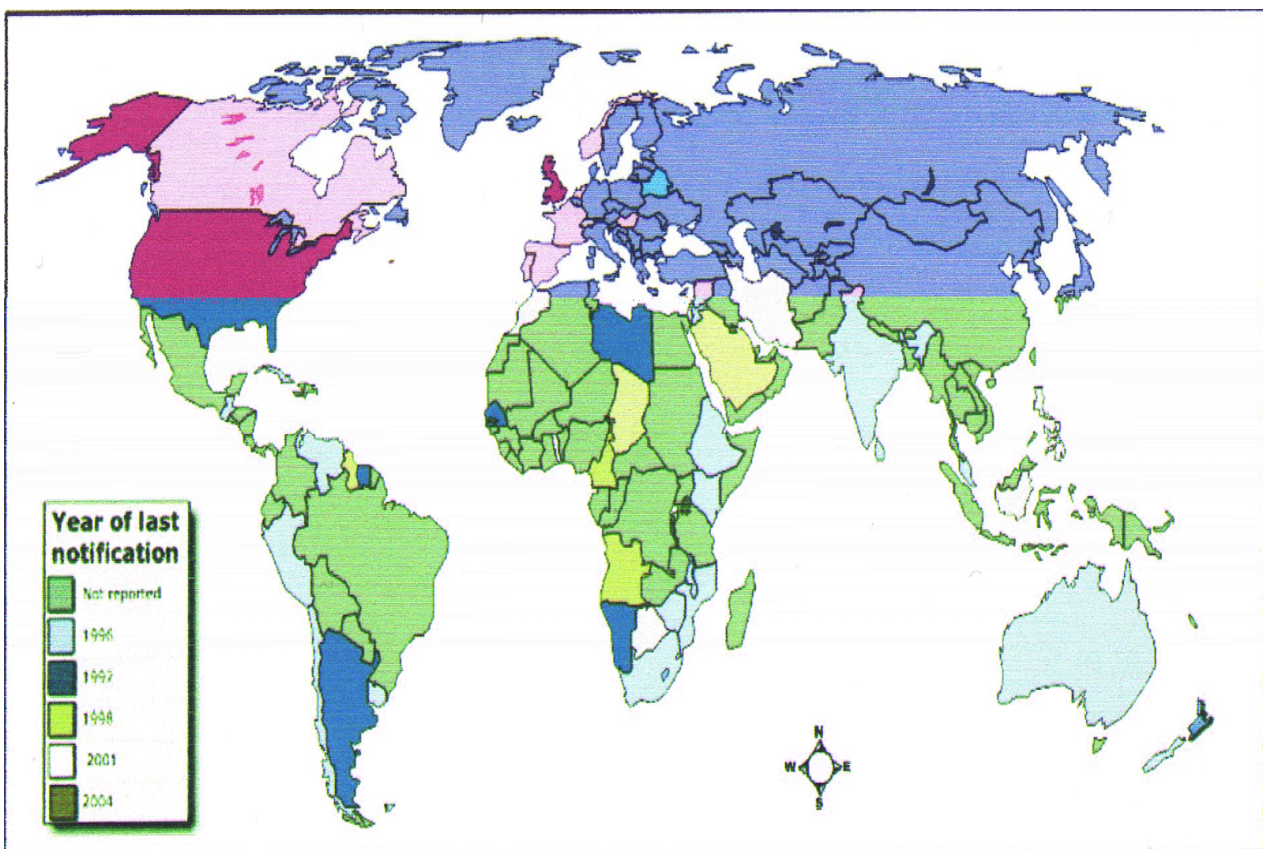 N
W E
S
Year of last
notification
Not reported
1996
1997
1998
2001
2004